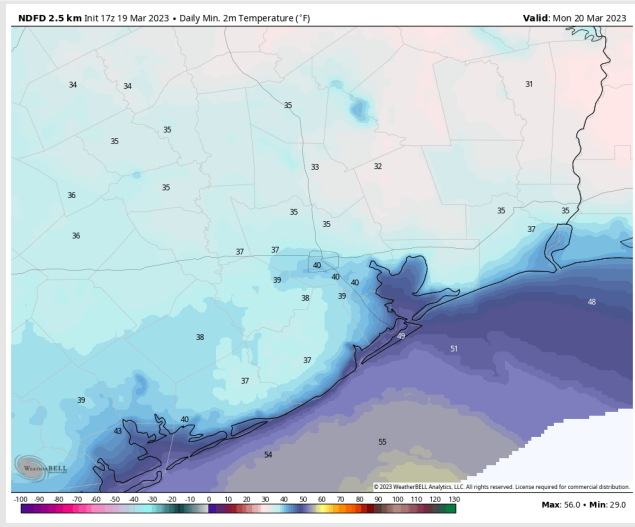 NDFD 2.5 km Init 17z 19 Mar 2023 • Daily Min. 2m Temperature (°F)
Valid: Mon 20 Mar 2023
34 34 31
35
35
35
33 32
36 35
35 35 35
35
36 37
37 37
40
39 40 40
38 39 48
38 49
51
37
37
39
40
43
55
54
WeatherBELL
© 2023 WeatherBELL Analytics, LLC. All rights reserved. License required for commercial distribution.
-100 -90 -80 -70 -60 -50 -40 -30 -20 -10 0 10 20 30 40 50 60 70 80 90 100 110 120 130
Max: 56.0 • Min: 29.0